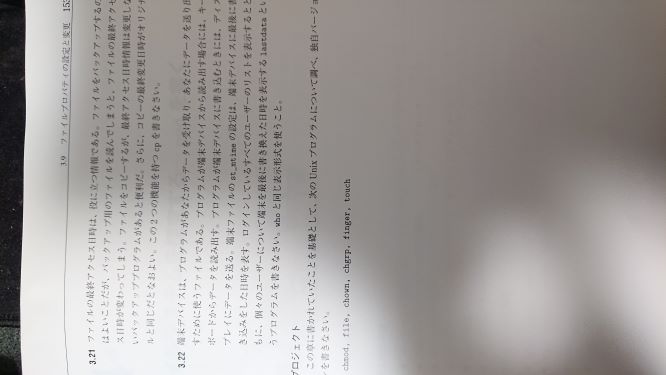 3.9 ファイルプロパティの設定と変更 153
3.21 ファイルの最終アクセス日時は、役に立つ情報である。ファイルをバックアップするの
はよいことだが、バックアップ用のファイルを読んでしまうと、ファイルの最終アクセ
ス日時が変わってしまう。ファイルをコピーするが、最終アクセス日時情報は変更しな
いバックアッププログラムがあると便利だ。さらに、コピーの最終変更日時がオリジナ
ルと同じだとなおよい。この2つの機能を持つcpを書きなさい。
3.22 端末デバイスは、プログラムがあなたからデータを受け取り、あなたにデータを送り出
すために使うファイルである。プログラムが端末デバイスから読み出す場合には、キー
ボードからデータを読み出す。プログラムが端末デバイスに書き込むときには、ディス
プレイにデータを送る。端末ファイルのst_mtimeの設定は、端末デバイスに最後に書
き込みをした日時を表す。ログインしているすべてのユーザーのリストを表示するとと
もに、個々のユーザーについて端末を最後に書き換えた日時を表示するlastdataとい
うプログラムを書きなさい。whoと同じ表示形式を使うこと。
プロジェクト
この章に書かれていたことを基礎として、次のUnixプログラムについて調べ、独自バージョ
ンを書きなさい。
chmod, file, chown, chgrp, finger, touch